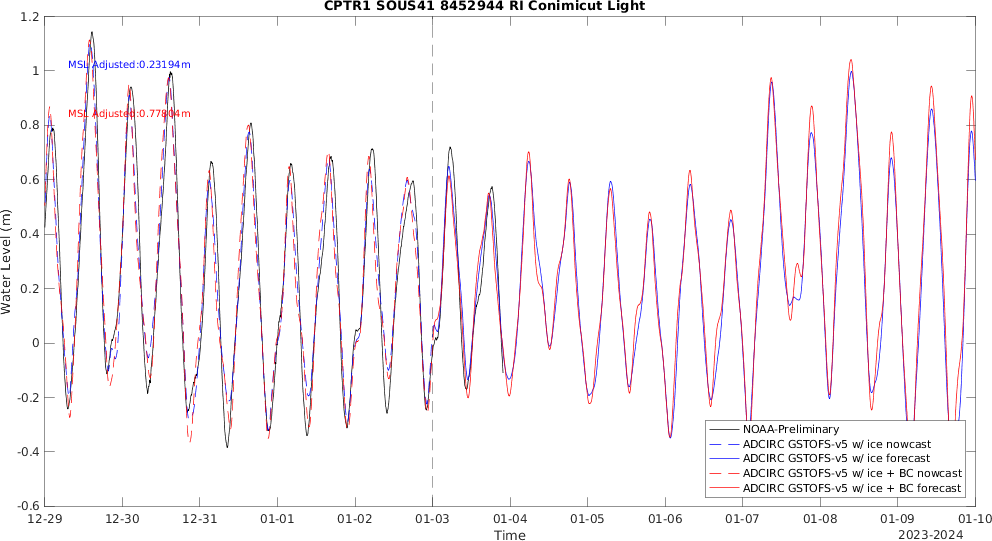 CPTR1 SOUS41 8452944 RI Conimicut Light
1.2
1
0.8
0.6
0.4
0.2
0
-0.2
-0.4
-0.6
Water Level (m)
MSL Adjusted:0.23194m
MSL Adjusted:0.77804m
NOAA-Preliminary
ADCIRC GSTOFS-v5 w/ ice nowcast
ADCIRC GSTOFS-v5 w/ ice forecast
ADCIRC GSTOFS-v5 w/ ice + BC nowcast
ADCIRC GSTOFS-v5 w/ ice + BC forecast
12-29 12-30 12-31 01-01 01-02 01-03 01-04 01-05 01-06 01-07 01-08 01-09 01-10
Time
2023-2024